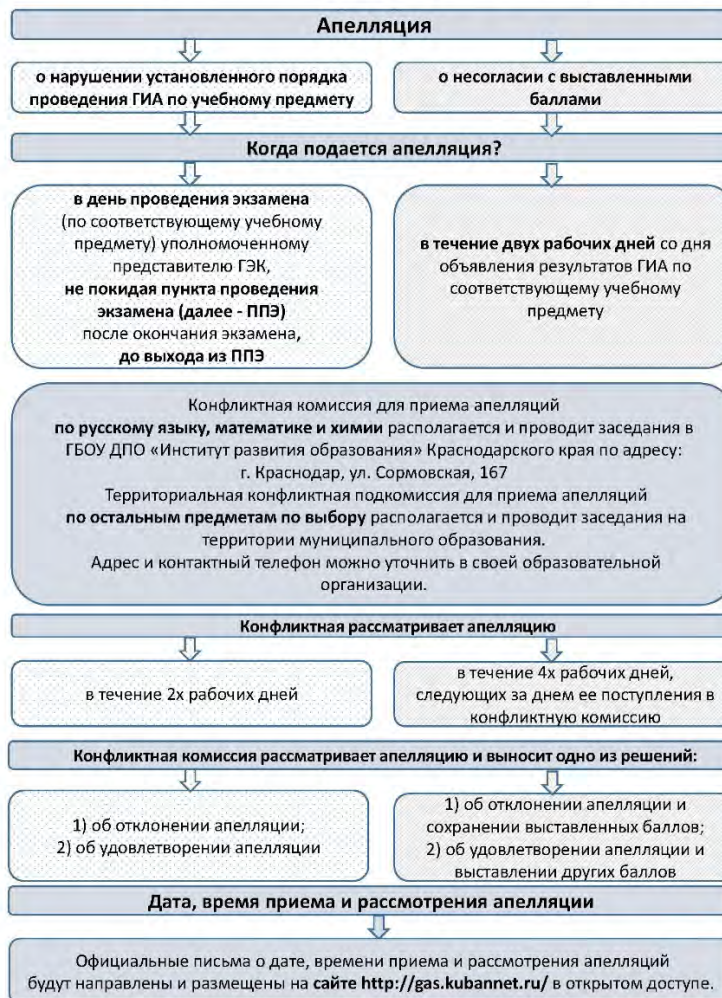 Апелляция
о нарушении установленного порядка
проведения ГИА по учебному предмету
о несогласии с выставленными
баллами
Когда подается апелляция?
в день проведения экзамена
(по соответствующему учебному
предмету) уполномоченному
представителю ГЭК,
не покидая пункта проведения
экзамена (далее - ППЭ)
после окончания экзамена,
до выхода из ППЭ
в течение двух рабочих дней со дня
объявления результатов ГИА по
соответствующему учебному
предмету
Конфликтная комиссия для приема апелляций
по русскому языку, математике и химии располагается и проводит заседания в
ГБОУ ДПО «Институт развития образования» Краснодарского края по адресу:
г. Краснодар, ул. Сормовская, 167
Территориальная конфликтная подкомиссия для приема апелляций
по остальным предметам по выбору располагается и проводит заседания на
территории муниципального образования.
Адрес и контактный телефон можно уточнить в своей образовательной
организации.
Конфликтная рассматривает апелляцию
в течение 2х рабочих дней
в течение 4х рабочих дней,
следующих за днем ее поступления в
конфликтную комиссию
Конфликтная комиссия рассматривает апелляцию и выносит одно из решений:
1) об отклонении апелляции;
2) об удовлетворении апелляции
1) об отклонении апелляции и
сохранении выставленных баллов;
2) об удовлетворении апелляции и
выставлении других баллов
Дата, время приема и рассмотрения апелляции
Официальные письма о дате, времени приема и рассмотрения апелляций
будут направлены и размещены на сайте http://gas.kubannet.ru/ в открытом доступе.